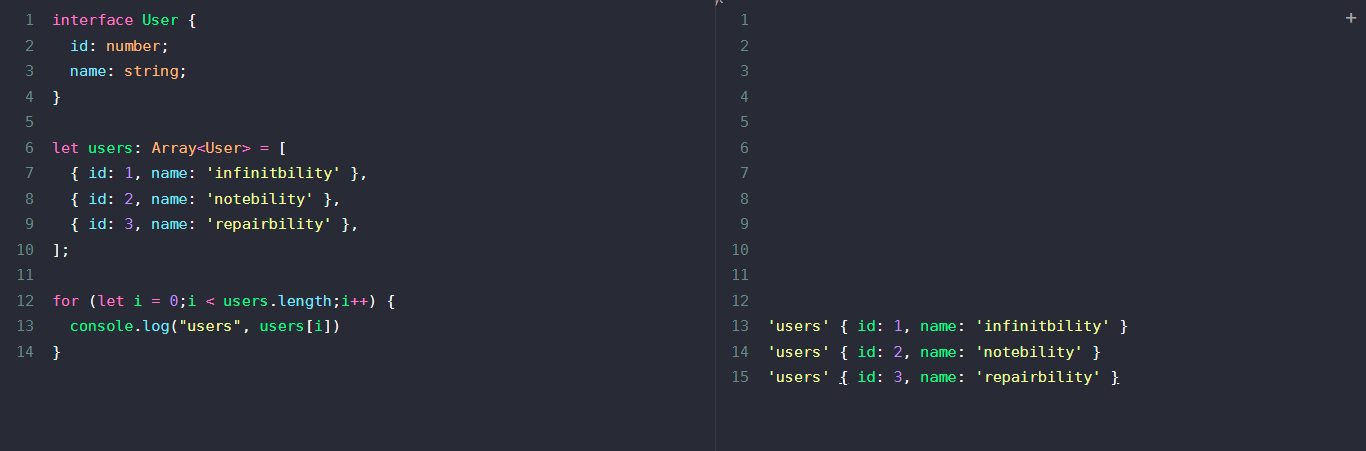 1 interface User {
2   id: number;
3   name: string;
4 }
5
6 let users: Array<User> = [
7   { id: 1, name: 'infinitbility' },
8   { id: 2, name: 'notebility' },
9   { id: 3, name: 'repairbility' },
10 ];
11
12 for (let i = 0;i < users.length;i++) {
13   console.log("users", users[i])
14 }
1
2
3
4
5
6
7
8
9
10
11
12
13 'users' { id: 1, name: 'infinitbility' }
14 'users' { id: 2, name: 'notebility' }
15 'users' { id: 3, name: 'repairbility' }
+